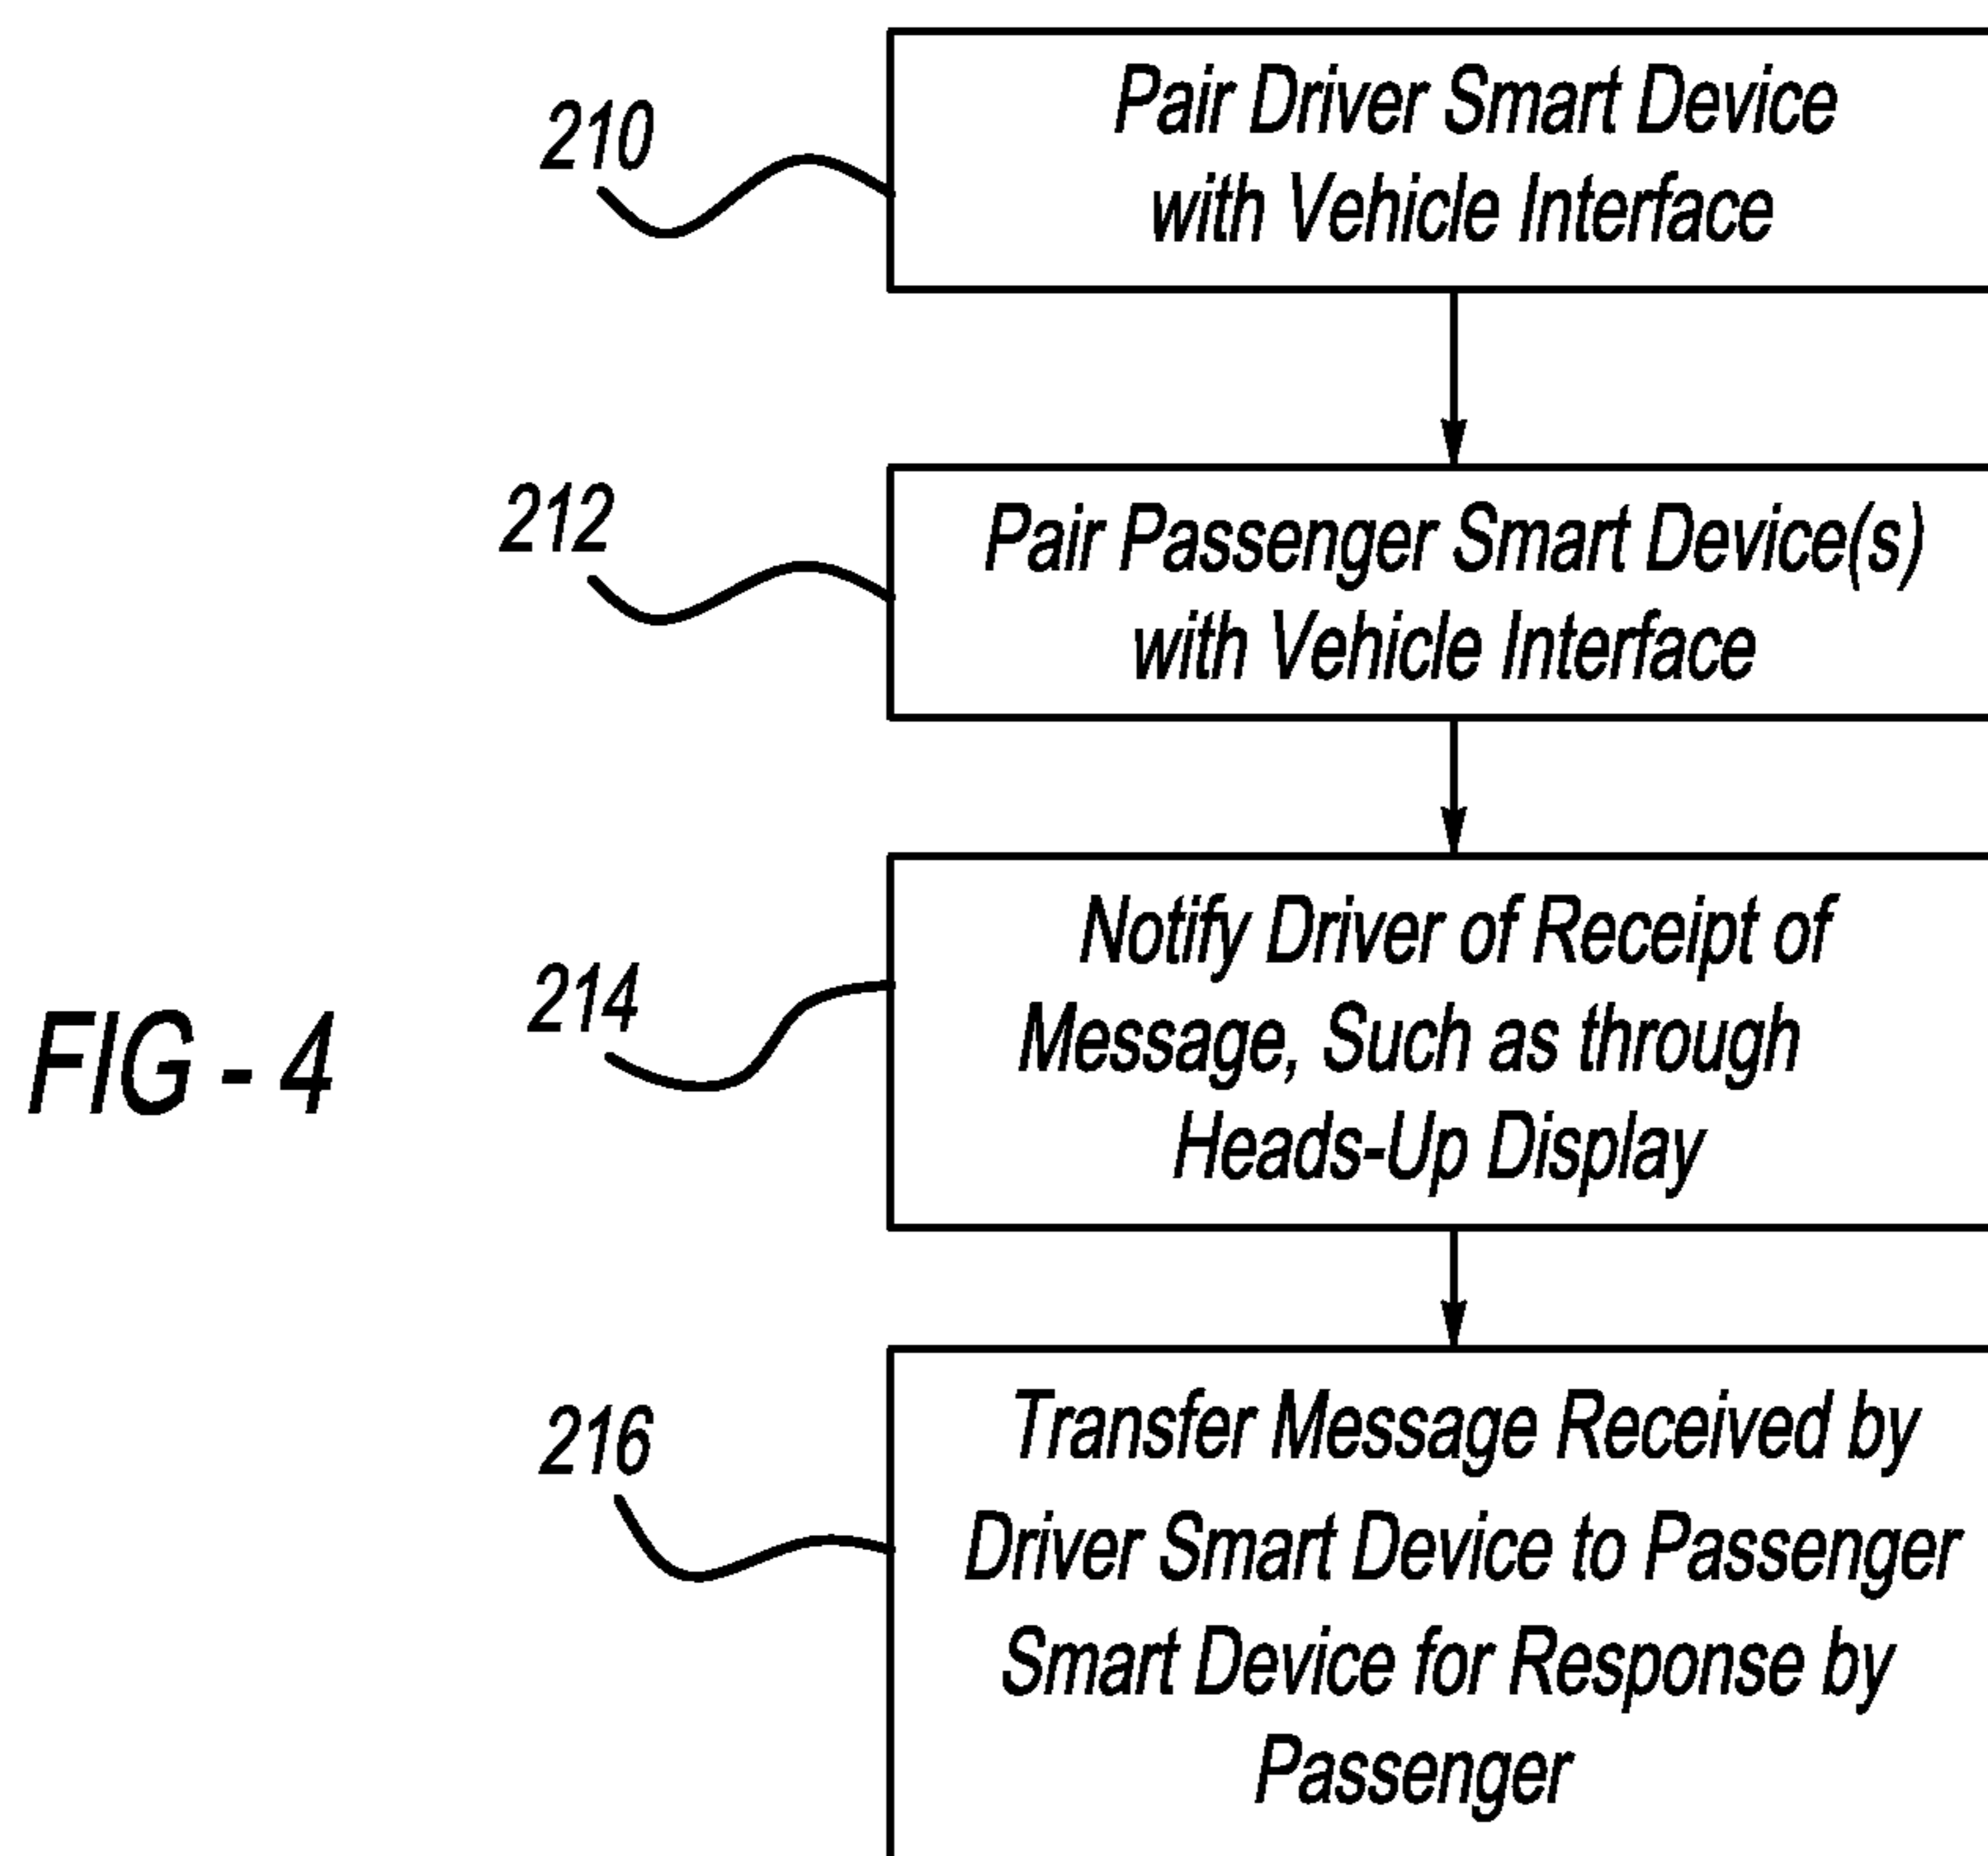 210
Pair Driver Smart Device
with Vehicle Interface
212
Pair Passenger Smart Device(s)
with Vehicle Interface
FIG - 4
214
Notify Driver of Receipt of
Message, Such as through
Heads-Up Display
216
Transfer Message Received by
Driver Smart Device to Passenger
Smart Device for Response by
Passenger